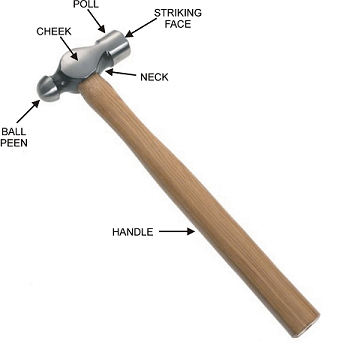 POLL
STRIKING
FACE
CHEEK
NECK
BALL
PEEN
HANDLE